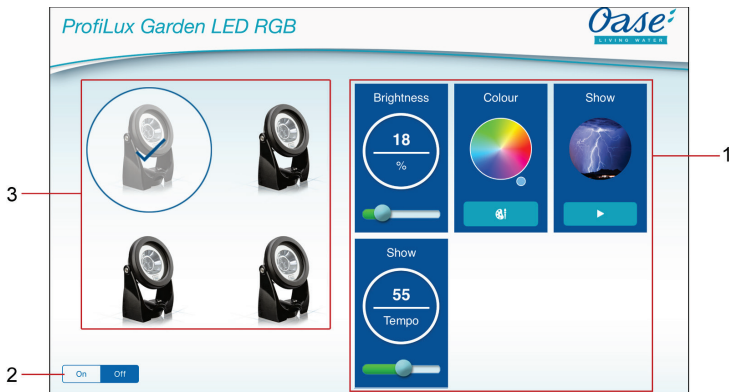 ProfiLux Garden LED RGB
Oase
LIVING WATER
Brightness
18
%
Colour
Show
Show
55
Tempo
On Off
1
3
2